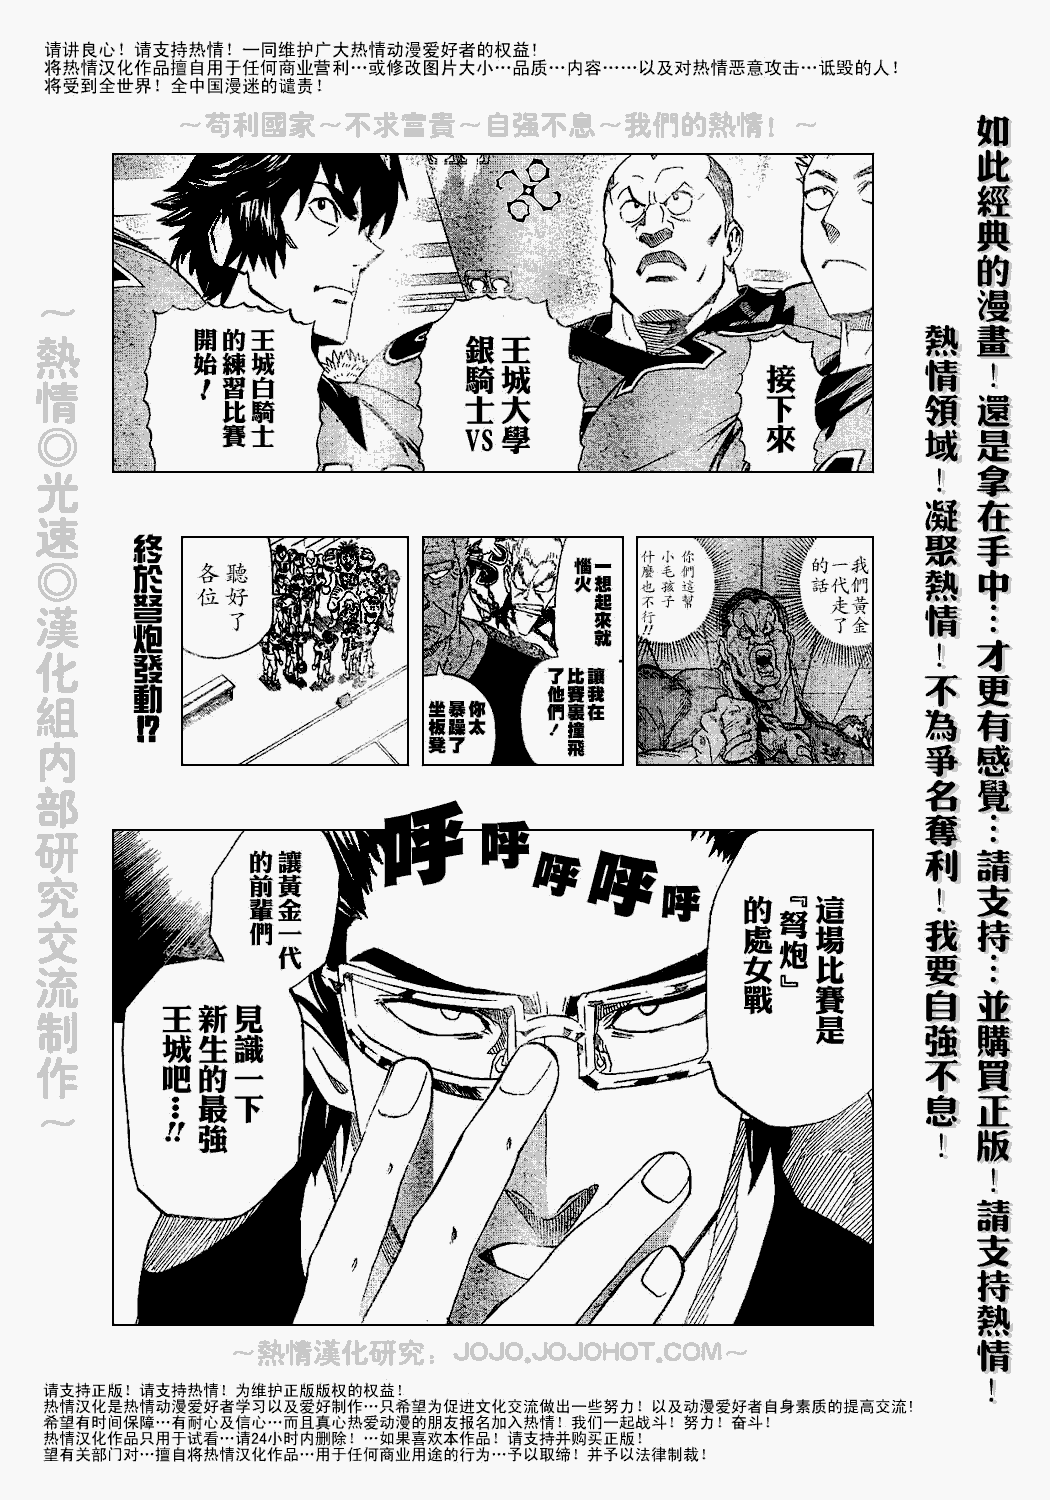 请讲良心！请支持热情！一同维护广大热情动漫爱好者的权益！
将热情汉化作品擅自用于任何商业营利…或修改图片大小…品质…内容……以及对热情恶意攻击…诋毁的人！
将受到全世界！全中国漫迷的谴责！
～苟利國家～不求富貴～自强不息～我們的熱情！～
如此經典的漫畫！還是拿在手中…才更有感覺…請支持…並購買正版！請支持熱情！
熱情領域！凝聚熱情！不為爭名奪利！我要自強不息！
～熱情◎光速◎漢化組内部研究交流制作～
接下來
王城大學
銀騎士VS
王城白騎士
的練習比賽
開始！
我們黃金
一代走了
的話
你們這幫
小毛孩子
什麼也不行!!
一想起來就
惱火
讓我在
比賽裏撞飛
了他們！
你太
暴躁了
坐板凳
聽好了
各位
終於弩炮發動!?
呼
呼
呼
呼
呼
這場比賽是
『弩炮』
的處女戰
讓黃金一代
的前輩們
見識一下
新生的最強
王城吧…!!
～熱情漢化研究：JOJO.JOJOHOT.COM～
请支持正版！请支持热情！为维护正版版权的权益！
热情汉化是热情动漫爱好者学习以及爱好制作…只希望为促进文化交流做出一些努力！以及动漫爱好者自身素质的提高交流！
希望有时间保障…有耐心及信心…而且真心热爱动漫的朋友报名加入热情！我们一起战斗！努力！奋斗！
热情汉化作品只用于试看…请24小时内删除！…如果喜欢本作品！请支持并购买正版！
望有关部门对…擅自将热情汉化作品…用于任何商业用途的行为…予以取缔！并予以法律制裁！